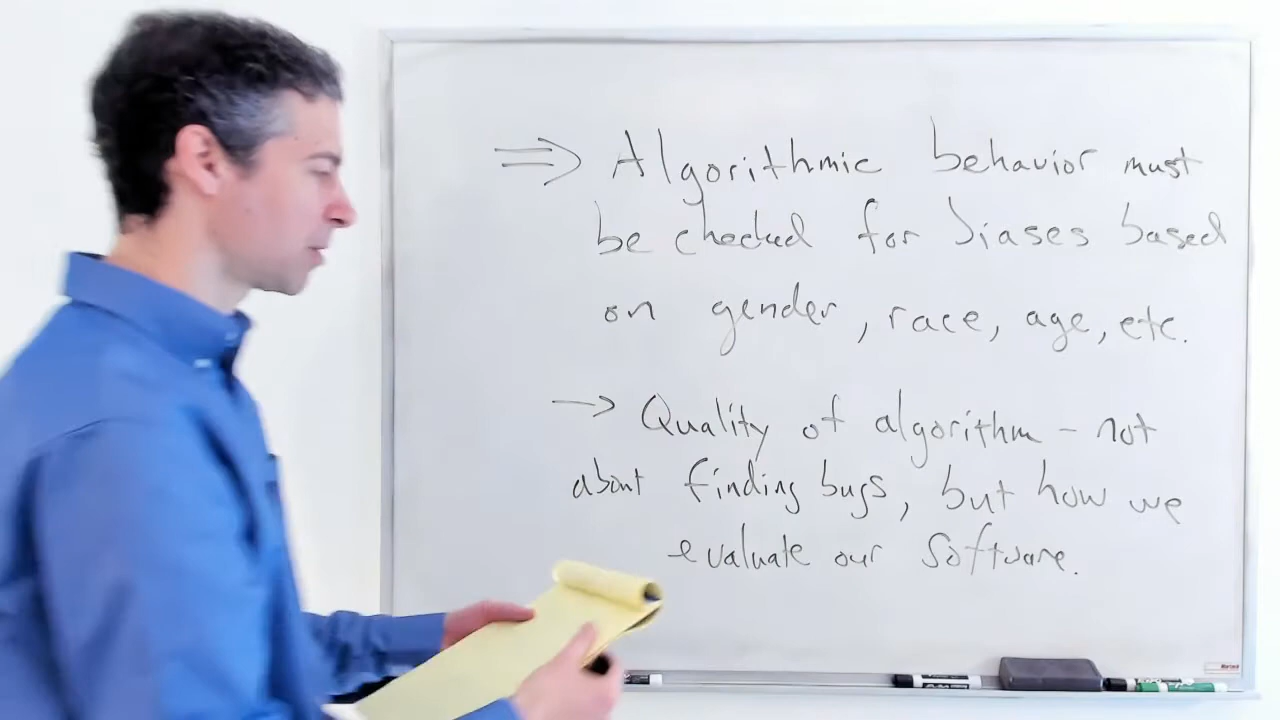 ⇒ Algorithmic behavior must
be checked for biases based
on gender, race, age, etc.
→ Quality of algorithm - not
about finding bugs, but how we
evaluate our software.